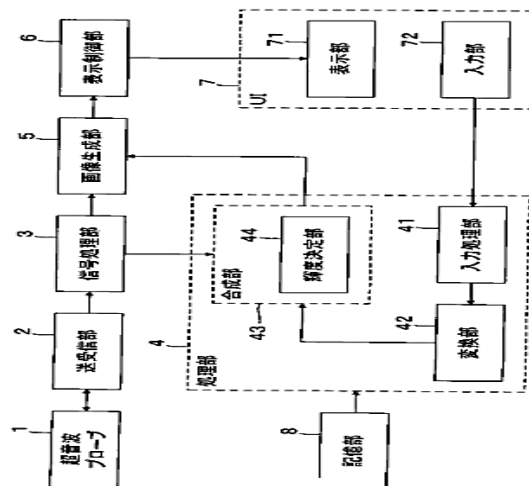 1
超音波
プローブ
2
送受信部
3
信号処理部
5
画像生成部
6
表示制御部
4
処理部
43
合成部
44
輝度決定部
42
変換部
41
入力処理部
7
UI
71
表示部
72
入力部
8
記憶部